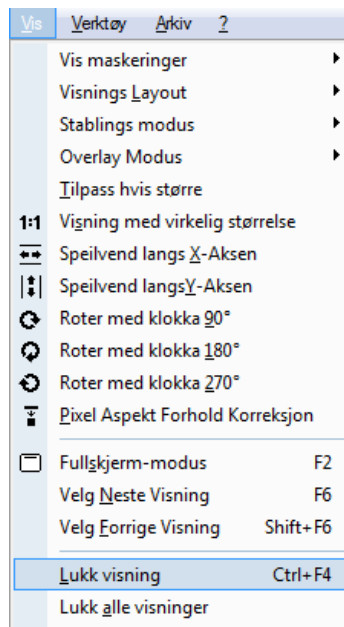 Vis Verktøy Arkiv ?
Vis maskeringer
Visnings Layout
Stablings modus
Overlay Modus
Tilpass hvis større
1:1 Visning med virkelig størrelse
Speilvend langs X-Aksen
Speilvend langsY-Aksen
Roter med klokka 90°
Roter med klokka 180°
Roter med klokka 270°
Pixel Aspekt Forhold Korreksjon
Fullskjerm-modus F2
Velg Neste Visning F6
Velg Forrige Visning Shift+F6
Lukk visning Ctrl+F4
Lukk alle visninger